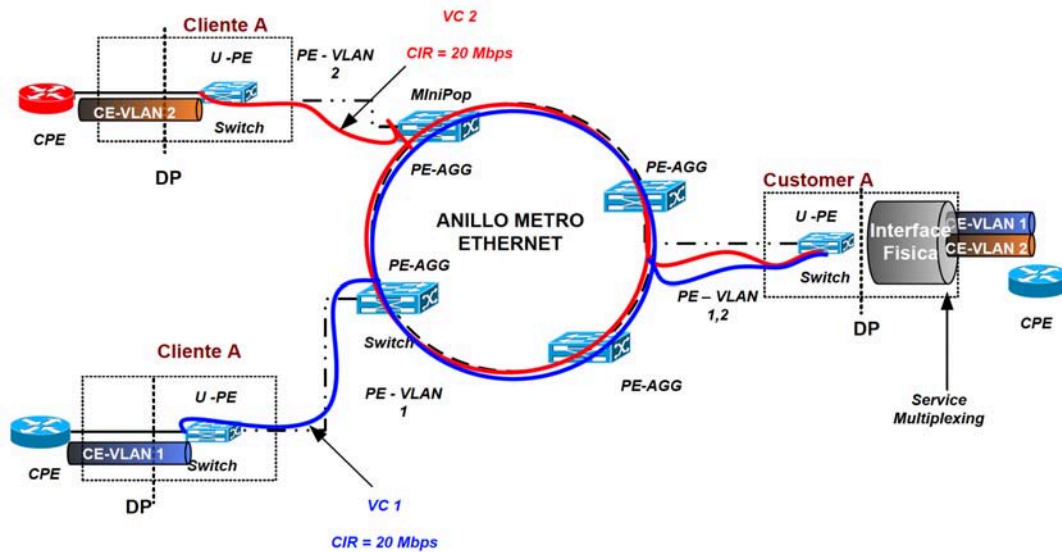 VC 2
Cliente A
U -PE
PE - VLAN
2
CIR = 20 Mbps
MIniPop
CE-VLAN 2
CPE
Switch
DP
PE-AGG
PE-AGG
Customer A
U -PE
ANILLO METRO
ETHERNET
Interface
Fisica
CE-VLAN 1
CE-VLAN 2
PE-AGG
Switch
PE – VLAN
1,2
DP
CPE
Switch
Cliente A
PE-AGG
U -PE
PE - VLAN
1
Service
Multiplexing
CE-VLAN 1
CPE
Switch
DP
VC 1
CIR = 20 Mbps